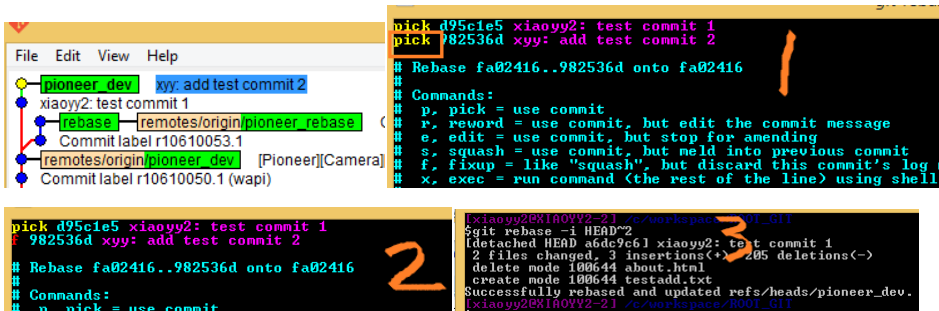 File Edit View Help
pioneer_dev xyy: add test commit 2
xiaoyy2: test commit 1
rebase remotes/origin/pioneer_rebase
Commit label r10610053.1
remotes/origin/pioneer_dev [Pioneer][Camera]
Commit label r10610050.1 (wapi)
pick d95c1e5 xiaoyy2: test commit 1
pick 982536d xyy: add test commit 2
# Rebase fa02416..982536d onto fa02416
#
# Commands:
# p, pick = use commit
# r, reword = use commit, but edit the commit message
# e, edit = use commit, but stop for amending
# s, squash = use commit, but meld into previous commit
# f, fixup = like "squash", but discard this commit's log
# x, exec = run command (the rest of the line) using shell
#
1
pick d95c1e5 xiaoyy2: test commit 1
f 982536d xyy: add test commit 2
# Rebase fa02416..982536d onto fa02416
#
# Commands:
# p, pick = use commit
2
[xiaoyy2@XIAOYY2-2]
$git rebase -i HEAD~2
[detached HEAD a6dc9c6] xiaoyy2: test commit 1
2 files changed, 3 insertions(+), 205 deletions(-)
delete mode 100644 about.html
create mode 100644 testadd.txt
Successfully rebased and updated refs/heads/pioneer_dev.
[xiaoyy2@XIAOYY2-2]
3